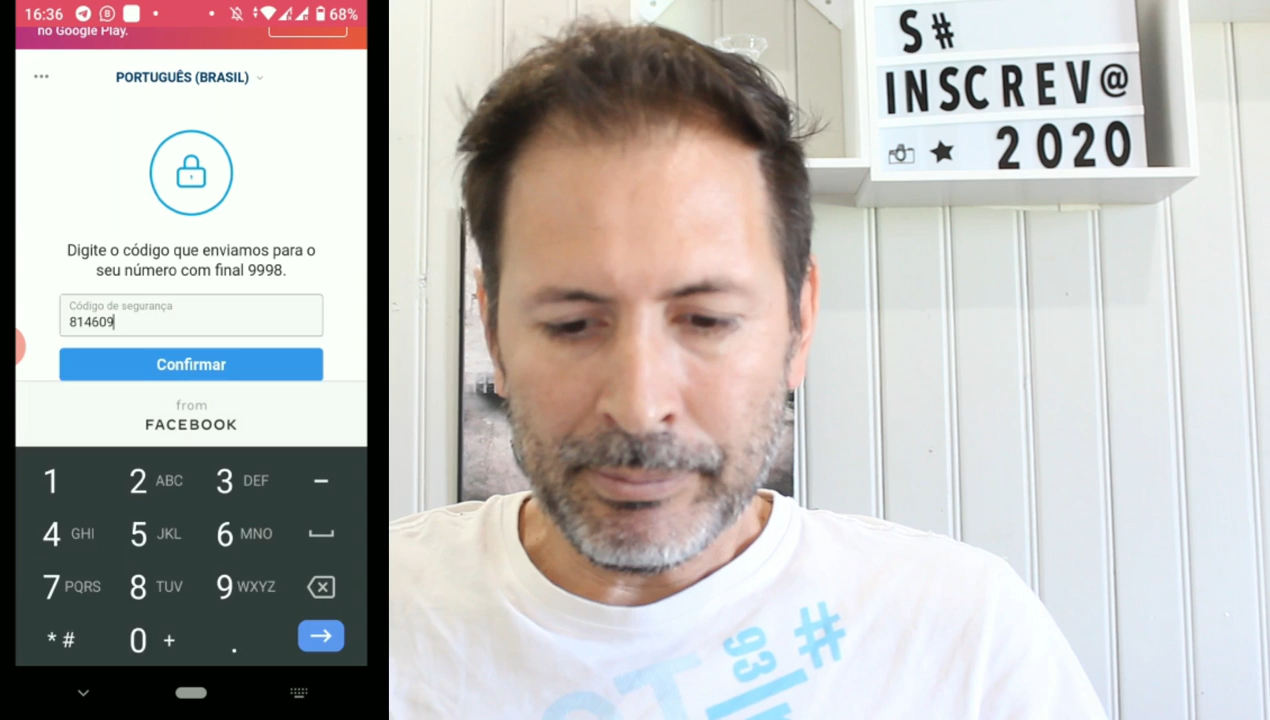 16:36
68%
no Google Play.
PORTUGUÊS (BRASIL)
Digite o código que enviamos para o
seu número com final 9998.
Código de segurança
814609
Confirmar
from
FACEBOOK
1 2 ABC 3 DEF -
4 GHI 5 JKL 6 MNO
7 PQRS 8 TUV 9 WXYZ
* # 0 + .
S#
INSCREV@
2020
93
#